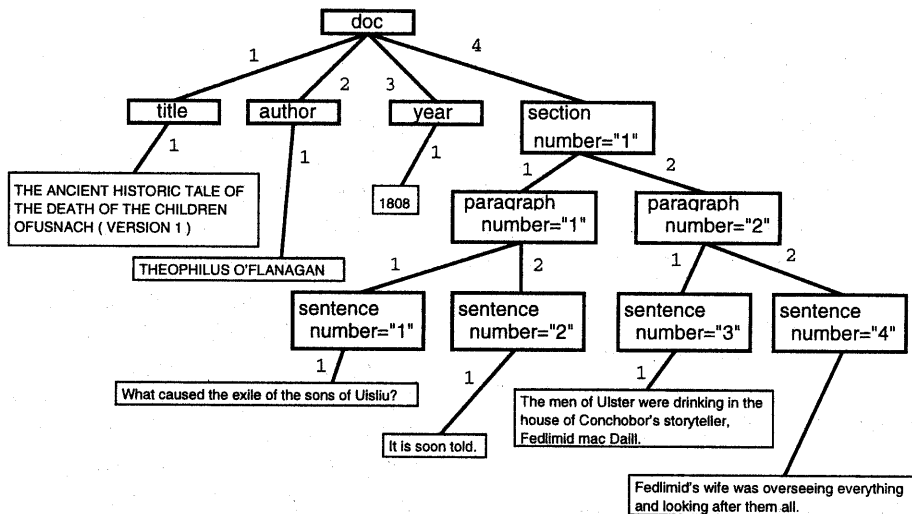 doc
1
2
3
4
title
author
year
section
number="1"
1
1
1
1
2
THE ANCIENT HISTORIC TALE OF
THE DEATH OF THE CHILDREN
OFUSNACH ( VERSION 1 )
1808
paragraph
number="1"
paragraph
number="2"
THEOPHILUS O'FLANAGAN
1
2
1
2
sentence
number="1"
sentence
number="2"
sentence
number="3"
sentence
number="4"
1
1
1
What caused the exile of the sons of Uisliu?
The men of Ulster were drinking in the
house of Conchobor's storyteller,
Fedlimid mac Daill.
It is soon told.
Fedlimid's wife was overseeing everything
and looking after them all.